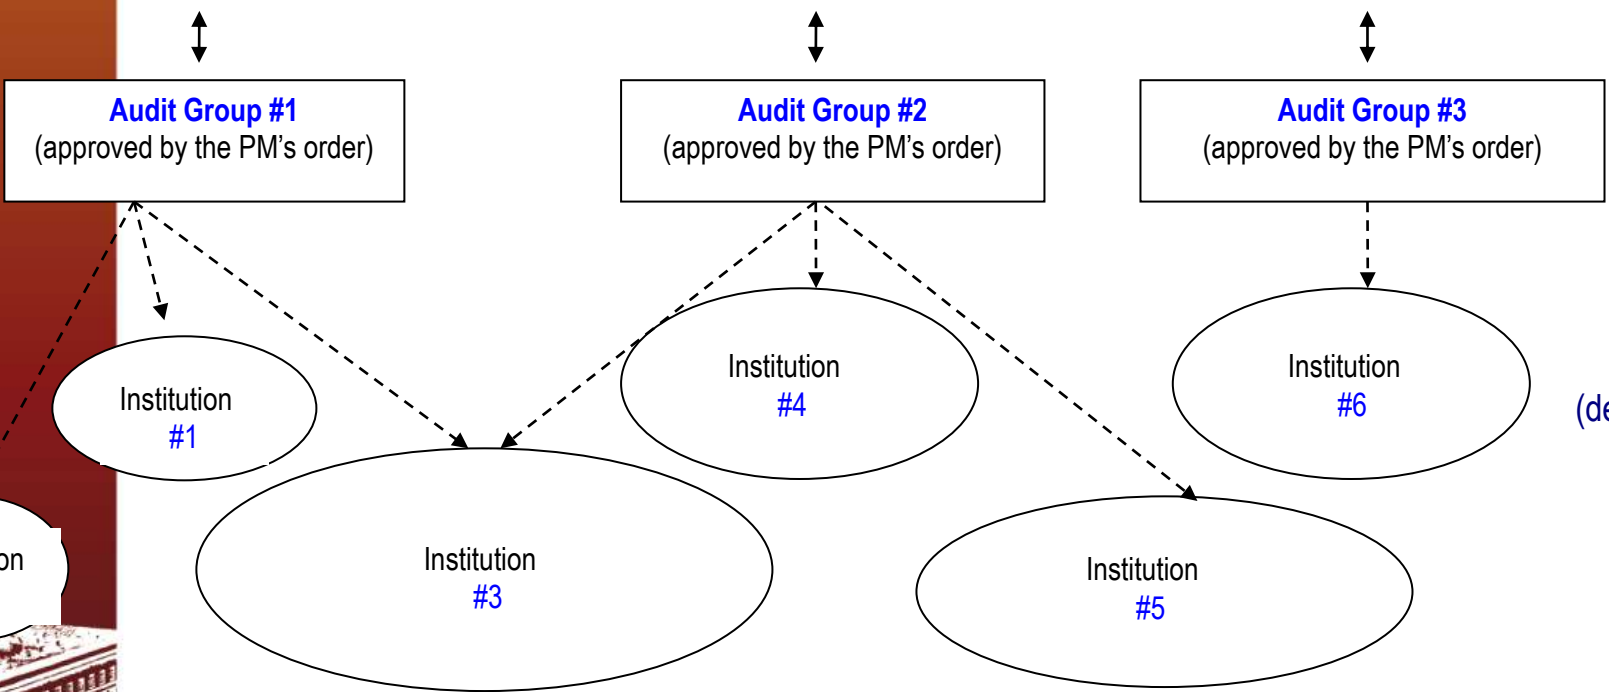 Audit Group #1
(approved by the PM’s order)
Audit Group #2
(approved by the PM’s order)
Audit Group #3
(approved by the PM’s order)
Institution
#1
Institution
#4
Institution
#6
Institution
#3
Institution
#5